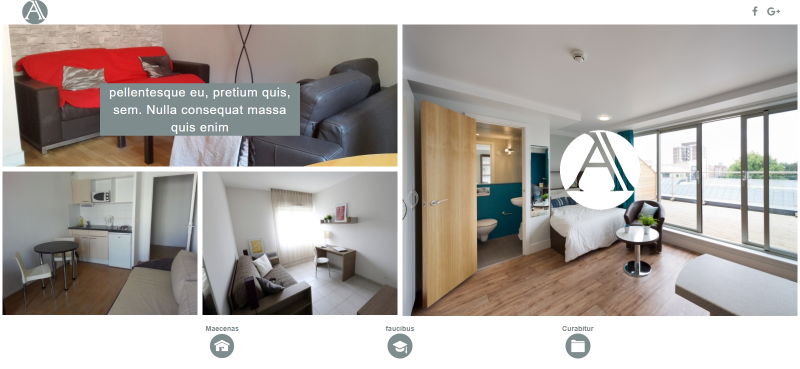 A
G+
pellentesque eu, pretium quis,
sem. Nulla consequat massa
quis enim
A
Maecenas
faucibus
Curabitur